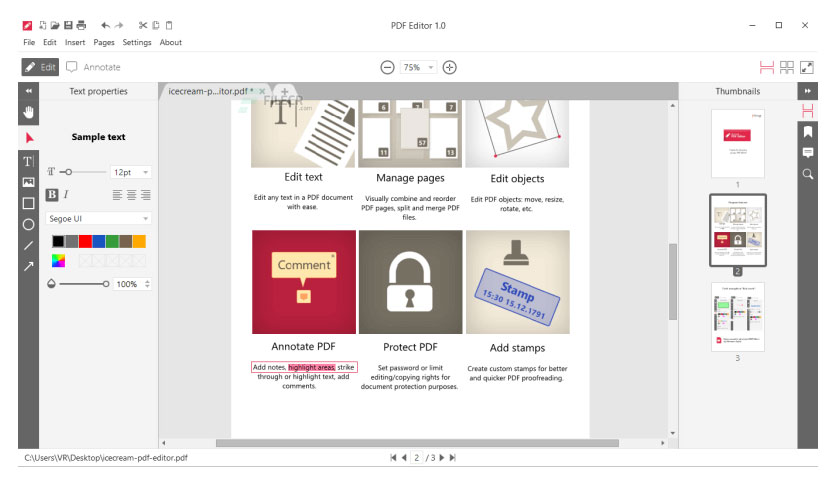 PDF Editor 1.0
File Edit Insert Pages Settings About
Edit Annotate
75%
Text properties
icecream-p...itor.pdf *
Thumbnails
FILECR
.com
Sample text
T
6 7
57
11 13
Edit text
Manage pages
Edit objects
12pt
B I
Edit any text in a PDF document
with ease.
Visually combine and reorder
PDF pages, split and merge PDF
files.
Edit PDF objects: move, resize,
rotate, etc.
Segoe UI
100%
Comment
Stamp
15:30 15.12.1791
Annotate PDF
Protect PDF
Add stamps
Add notes, highlight areas, strike
through or highlight text, add
comments.
Set password or limit
editing/copying rights for
document protection purposes.
Create custom stamps for better
and quicker PDF proofreading.
1
2
3
C:\Users\VR\Desktop\icecream-pdf-editor.pdf
2 / 3